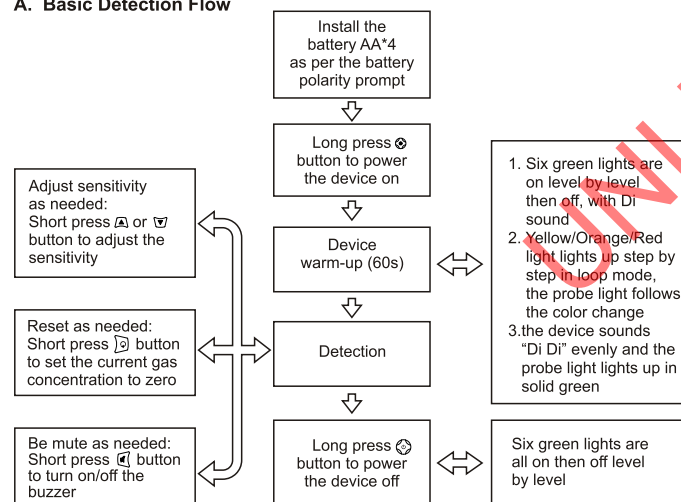 A. Basic Detection Flow
Install the
battery AA*4
as per the battery
polarity prompt
Long press button to power
the device on
Device
warm-up (60s)
1. Six green lights are
on level by level
then off, with Di
sound
2. Yellow/Orange/Red
light lights up step by
step in loop mode,
the probe light follows
the color change
3.the device sounds
“Di Di” evenly and the
probe light lights up in
solid green
Adjust sensitivity
as needed:
Short press or
button to adjust the
sensitivity
Reset as needed:
Short press button
to set the current gas
concentration to zero
Detection
Be mute as needed:
Short press button
to turn on/off the
buzzer
Long press
button to power
the device off
Six green lights are
all on then off level
by level
UNI